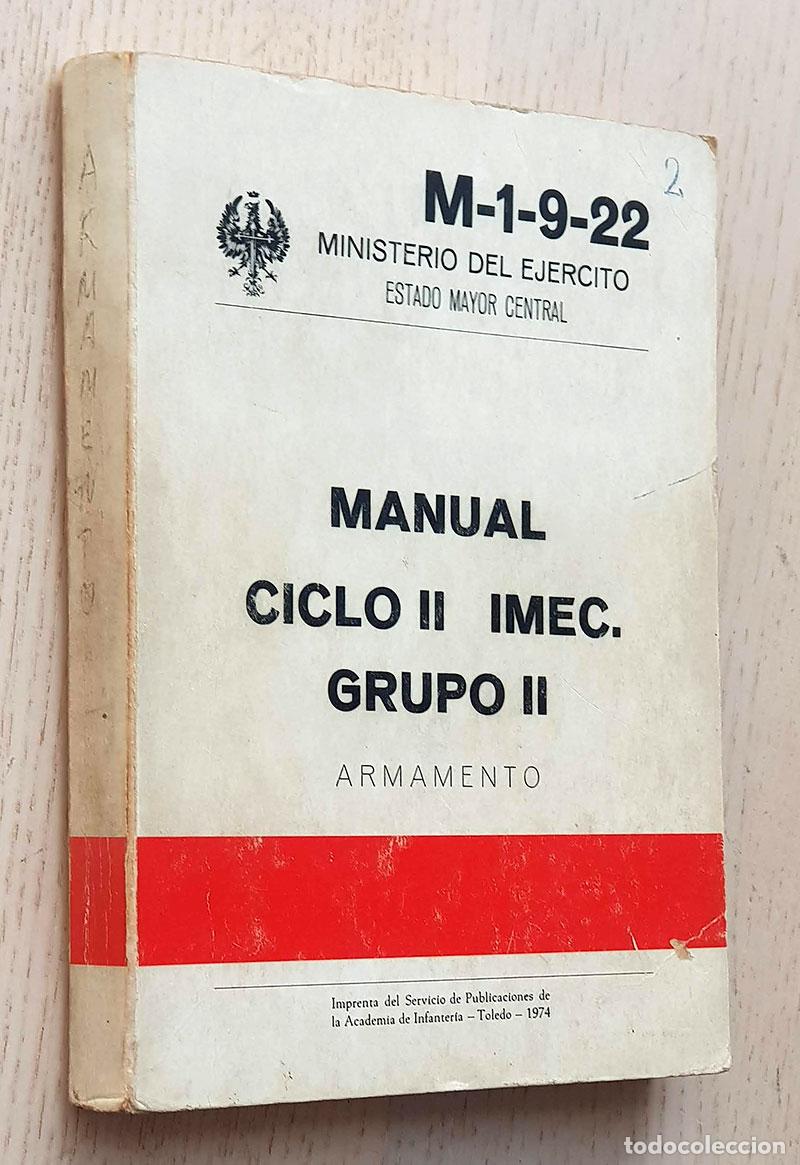 ARMAMENTO
2
M-1-9-22
MINISTERIO DEL EJERCITO
ESTADO MAYOR CENTRAL
MANUAL
CICLO II IMEC.
GRUPO II
ARMAMENTO
Imprenta del Servicio de Publicaciones de
la Academia de Infantería – Toledo – 1974
todocoleccion